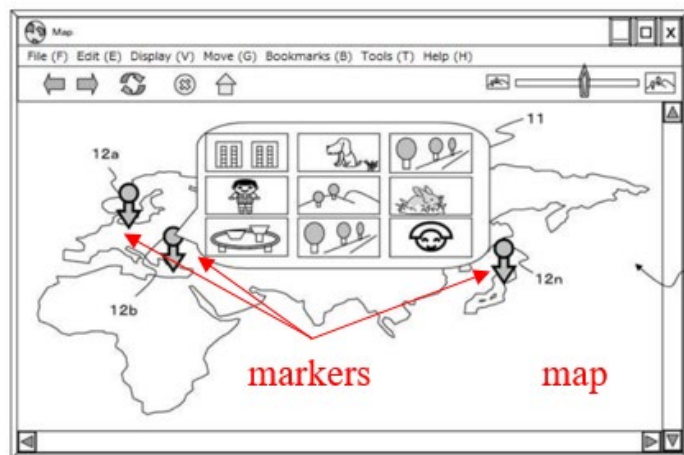 Map
X
File (F) Edit (E) Display (V) Move (G) Bookmarks (B) Tools (T) Help (H)
11
12a
12n
12b
markers
map